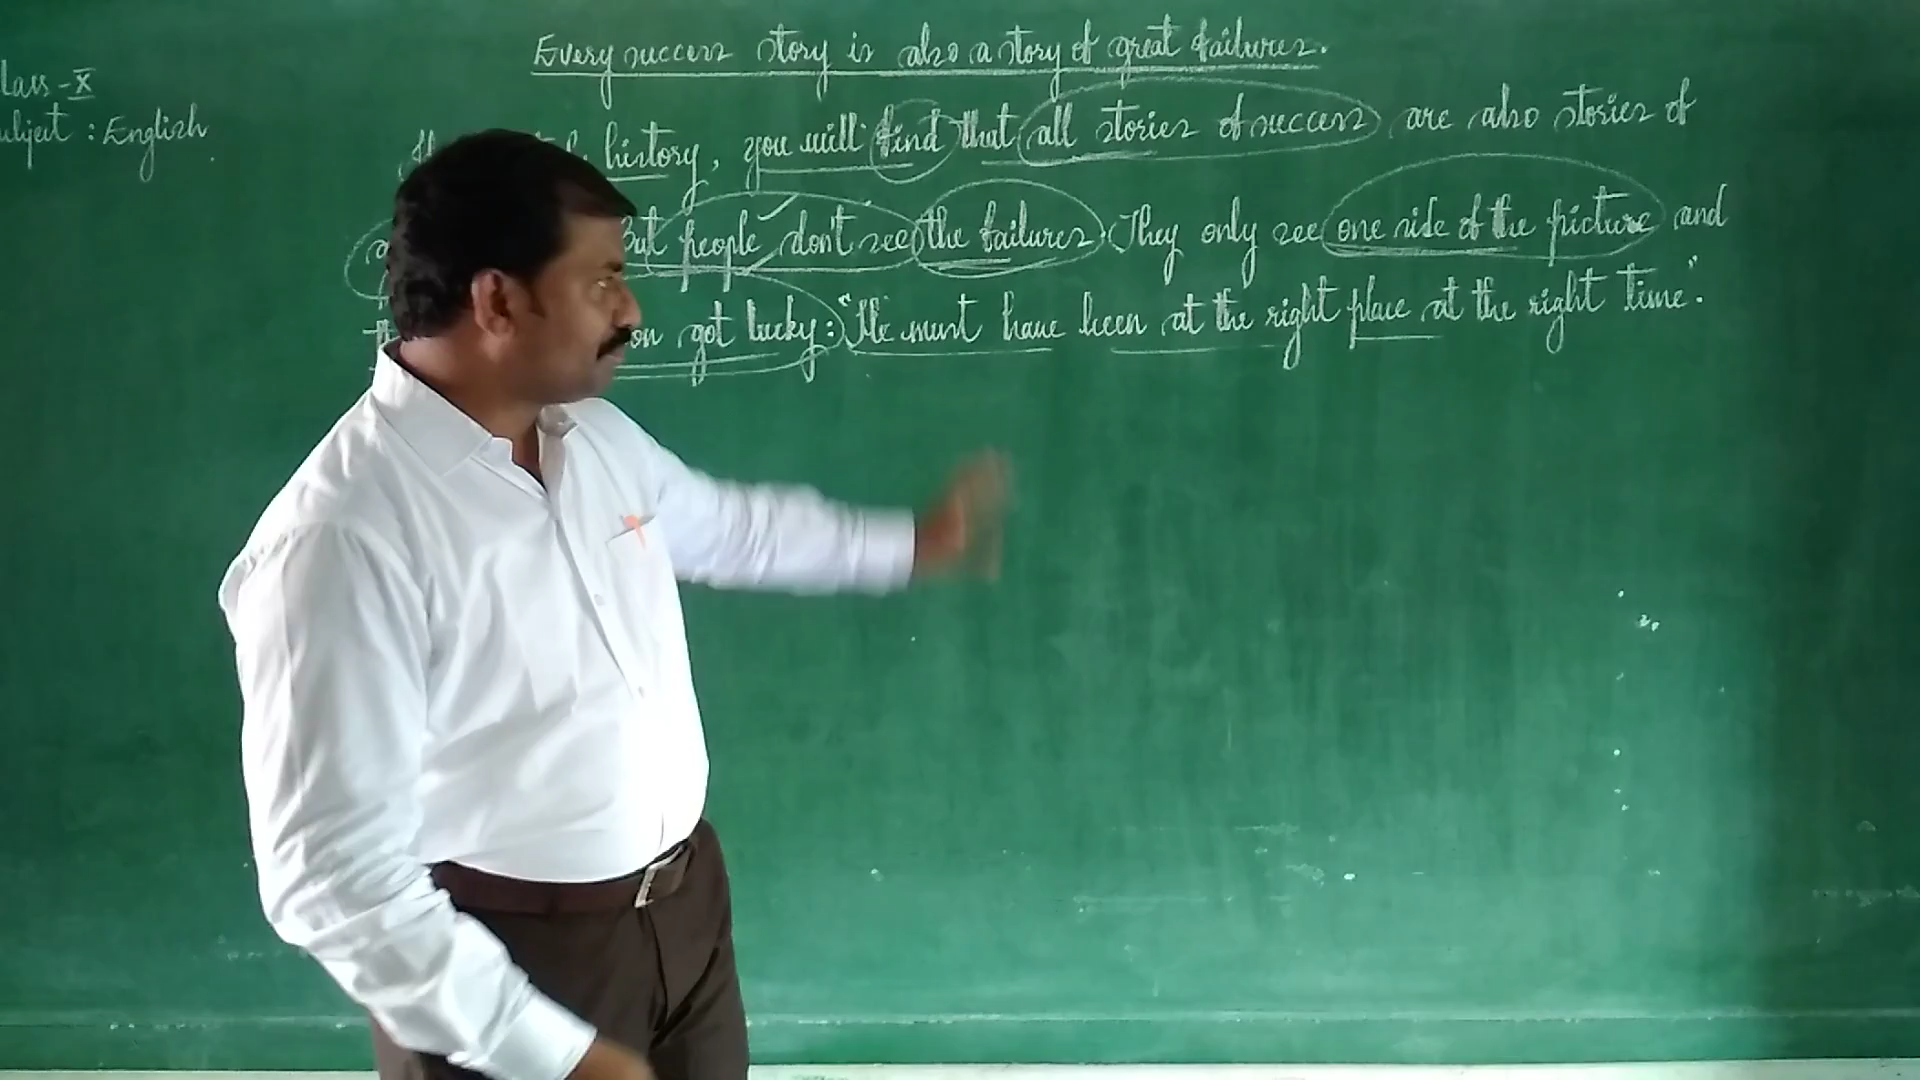 Every success story is also a story of great failures.
Class - X
Subject : English
history, you will find that all stories of success are also stories of
But people don't see the failures. They only see one side of the picture and
got lucky: "He must have been at the right place at the right time".